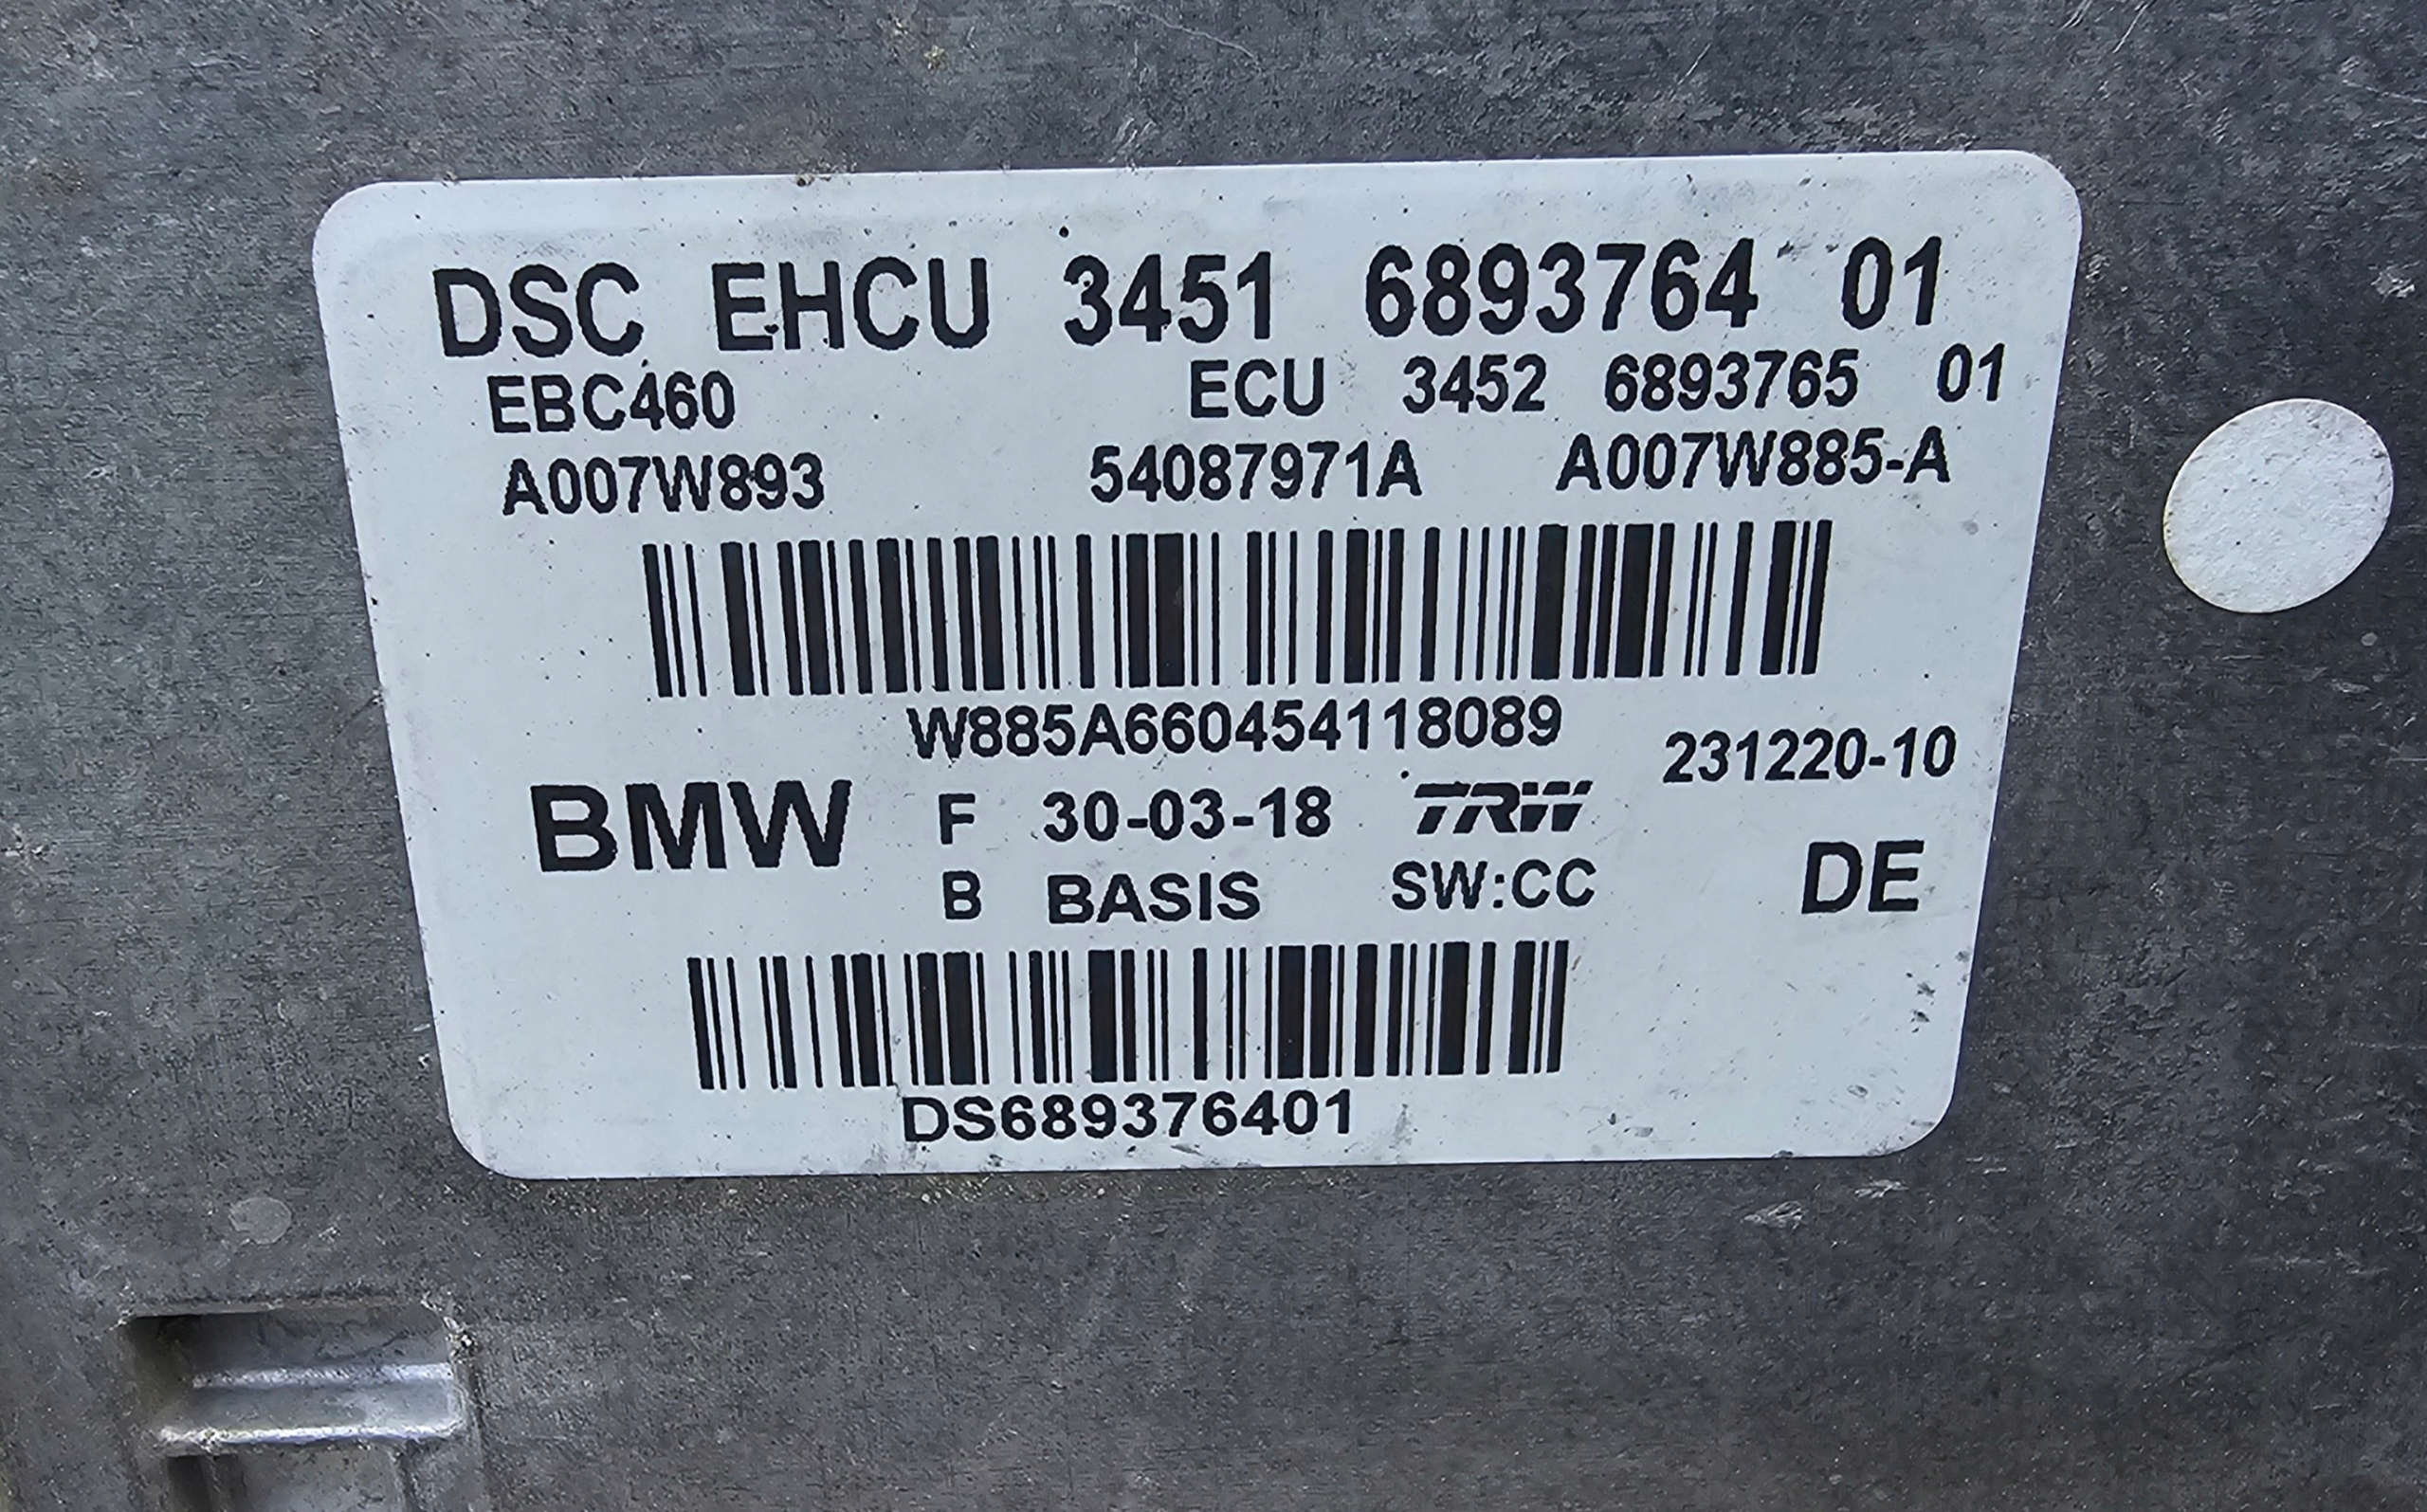 DSC EHCU 3451 6893764 01
EBC460 ECU 3452 6893765 01
A007W893 54087971A A007W885-A
W885A660454118089
231220-10
BMW F 30-03-18 TRW
B BASIS SW:CC DE
DS689376401